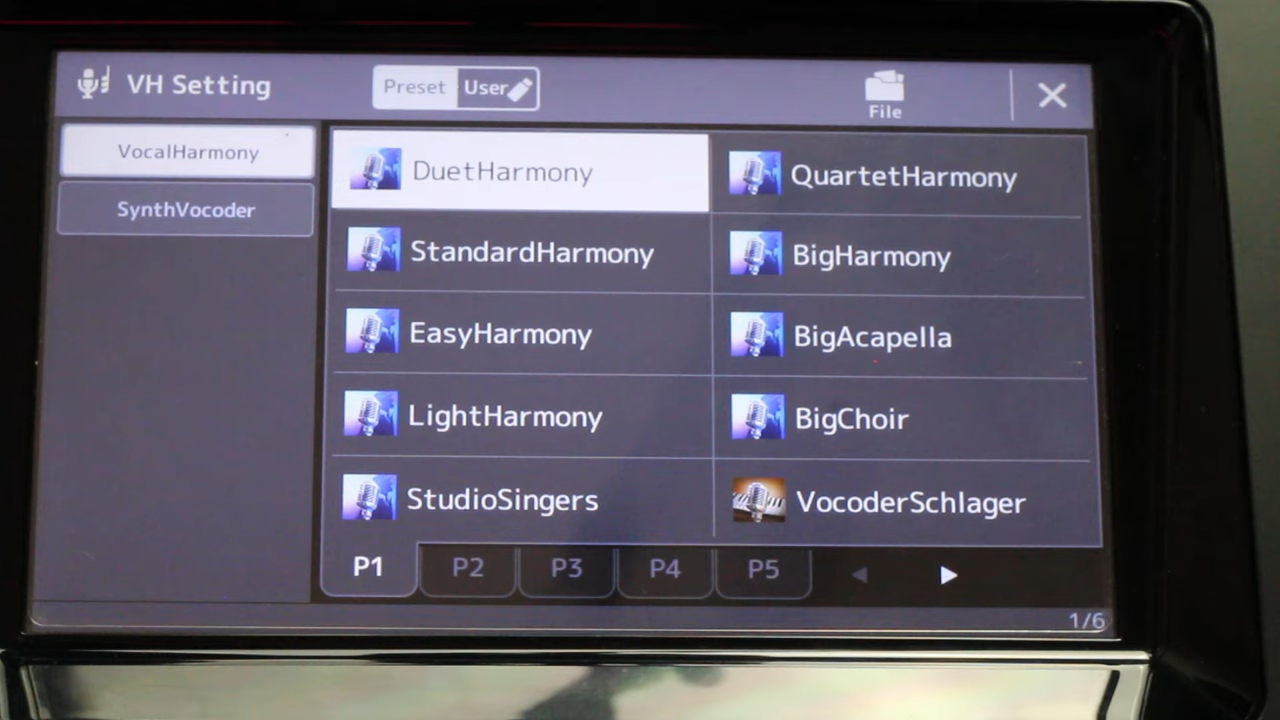 VH Setting
Preset
User
File
VocalHarmony
SynthVocoder
DuetHarmony
QuartetHarmony
StandardHarmony
BigHarmony
EasyHarmony
BigAcapella
LightHarmony
BigChoir
StudioSingers
VocoderSchlager
P1
P2
P3
P4
P5
1/6